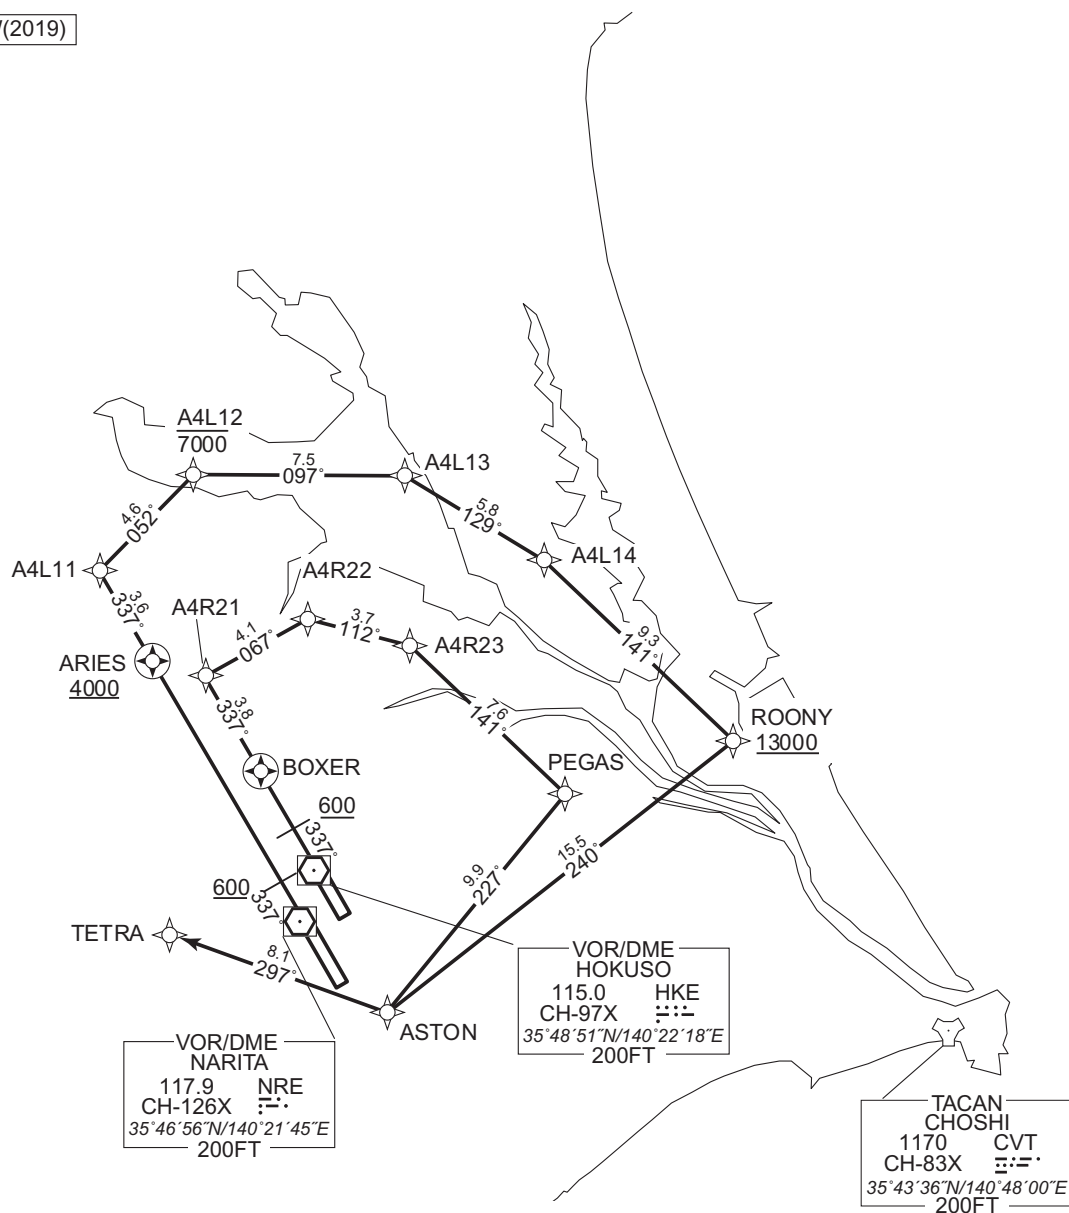 (2019)
A4L12
7000
7.5
097°
A4L13
4.6
052°
5.8
129°
A4L11
A4L14
A4R22
3.6
337°
A4R21
3.7
112°
4.1
067°
A4R23
9.3
141°
ARIES
4000
3.8
337°
7.6
141°
ROONY
13000
BOXER
PEGAS
600
337°
15.5
240°
9.9
227°
600
337°
TETRA
8.1
297°
ASTON
VOR/DME
HOKUSO
115.0 HKE
CH-97X
35°48´51˝N/140°22´18˝E
200FT
VOR/DME
NARITA
117.9 NRE
CH-126X
35°46´56˝N/140°21´45˝E
200FT
TACAN
CHOSHI
1170 CVT
CH-83X
35°43´36˝N/140°48´00˝E
200FT